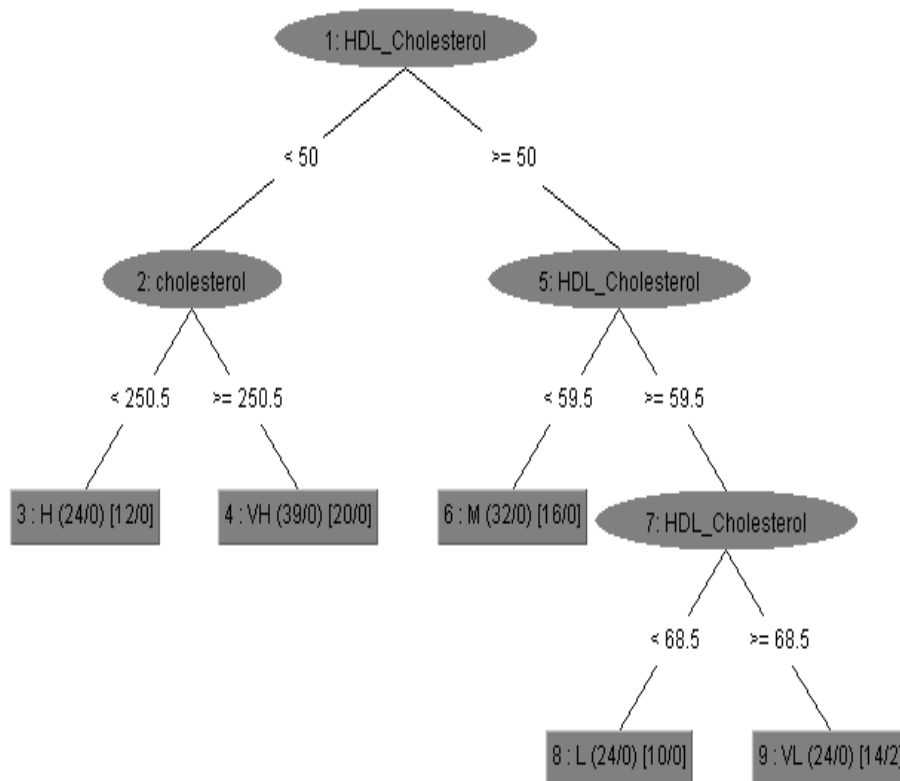 1: HDL_Cholesterol
< 50
>= 50
2: cholesterol
5: HDL_Cholesterol
< 250.5
>= 250.5
< 59.5
>= 59.5
3 : H (24/0) [12/0]
4 : VH (39/0) [20/0]
6 : M (32/0) [16/0]
7: HDL_Cholesterol
< 68.5
>= 68.5
8 : L (24/0) [10/0]
9 : VL (24/0) [14/2]